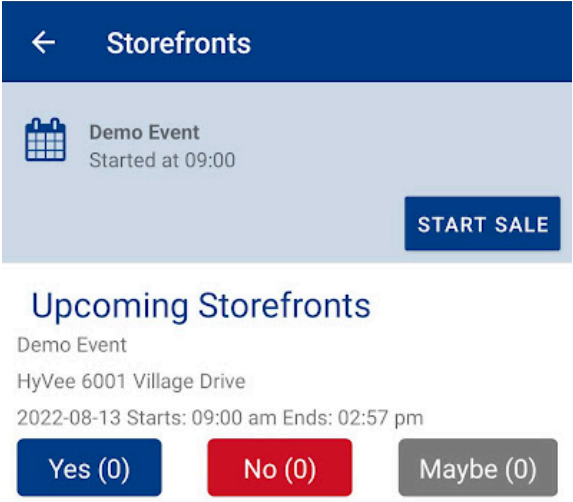 Storefronts
Demo Event
Started at 09:00
START SALE
Upcoming Storefronts
Demo Event
HyVee 6001 Village Drive
2022-08-13 Starts: 09:00 am Ends: 02:57 pm
Yes (0) No (0) Maybe (0)